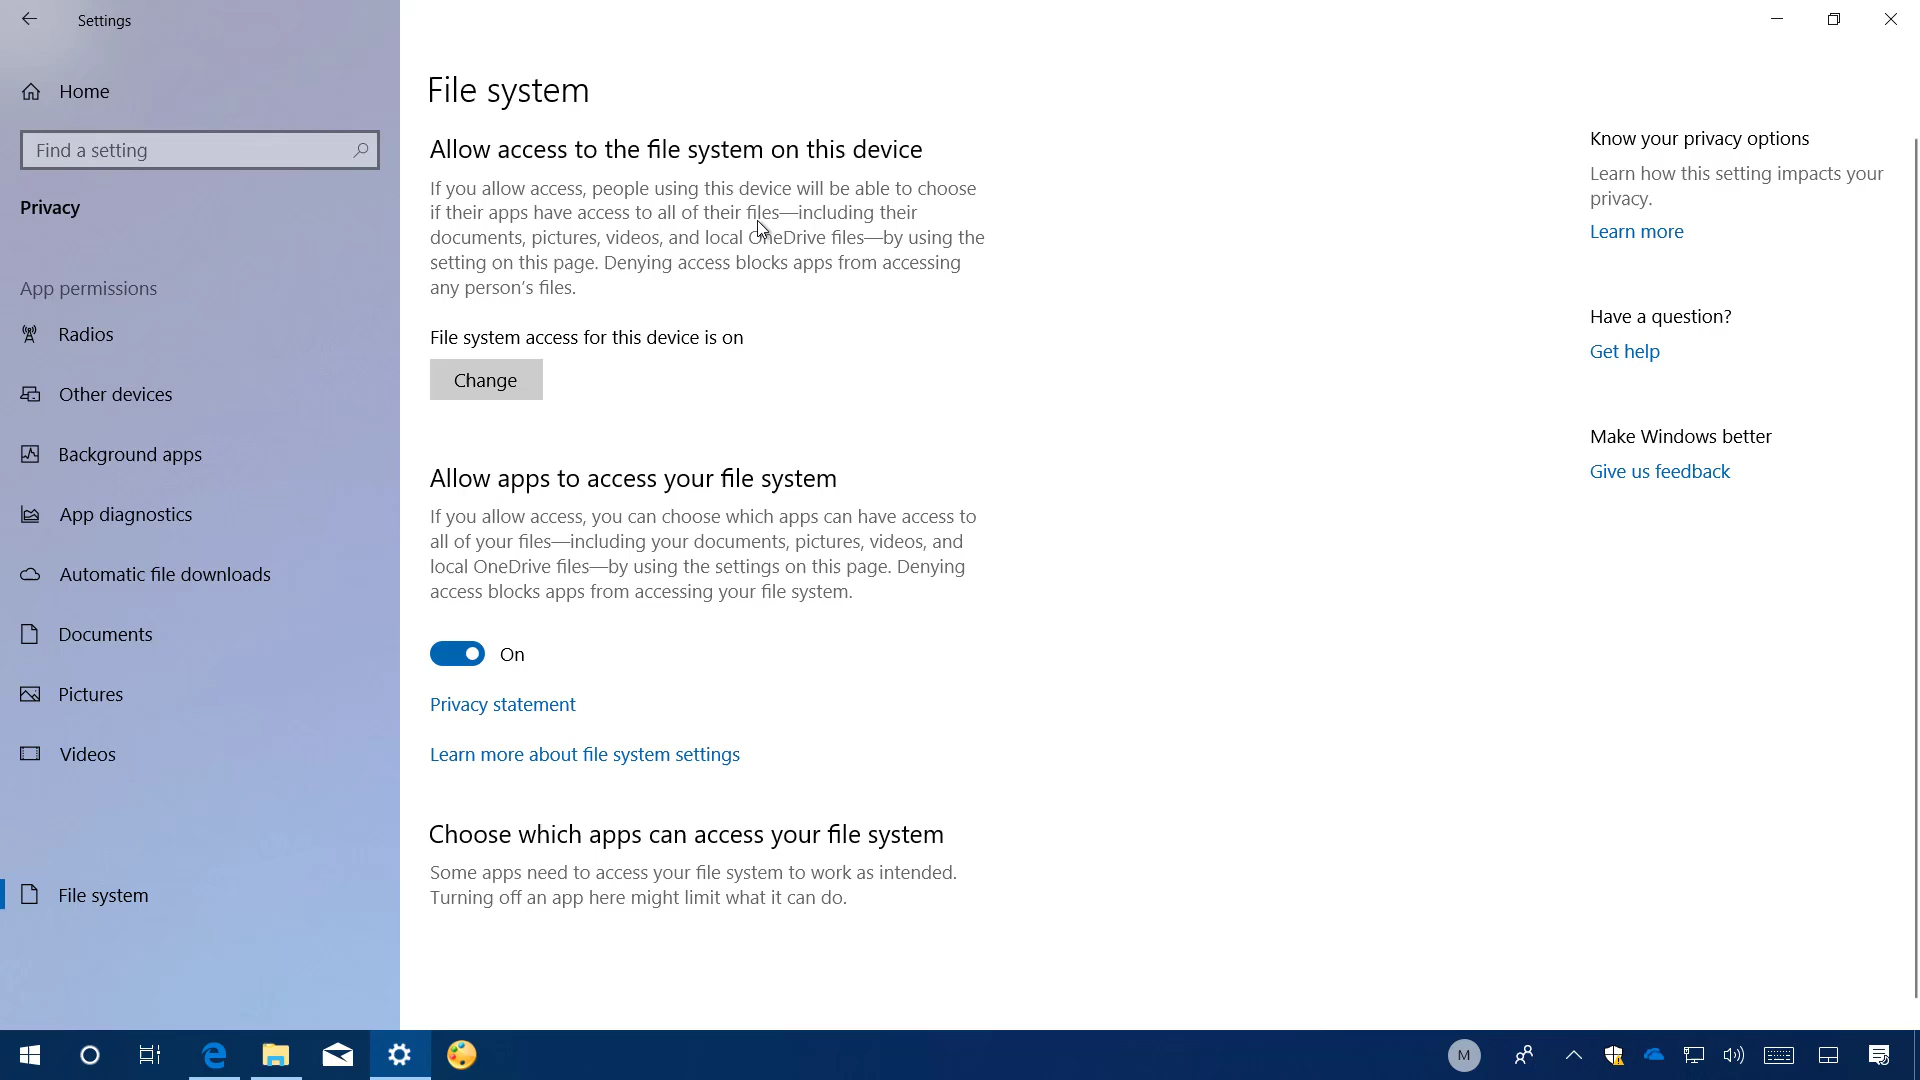 Settings
Home
Find a setting
Privacy
App permissions
Radios
Other devices
Background apps
App diagnostics
Automatic file downloads
Documents
Pictures
Videos
File system
File system
Allow access to the file system on this device
If you allow access, people using this device will be able to choose
if their apps have access to all of their files—including their
documents, pictures, videos, and local OneDrive files—by using the
setting on this page. Denying access blocks apps from accessing
any person's files.
File system access for this device is on
Change
Allow apps to access your file system
If you allow access, you can choose which apps can have access to
all of your files—including your documents, pictures, videos, and
local OneDrive files—by using the settings on this page. Denying
access blocks apps from accessing your file system.
On
Privacy statement
Learn more about file system settings
Choose which apps can access your file system
Some apps need to access your file system to work as intended.
Turning off an app here might limit what it can do.
Know your privacy options
Learn how this setting impacts your
privacy.
Learn more
Have a question?
Get help
Make Windows better
Give us feedback
M